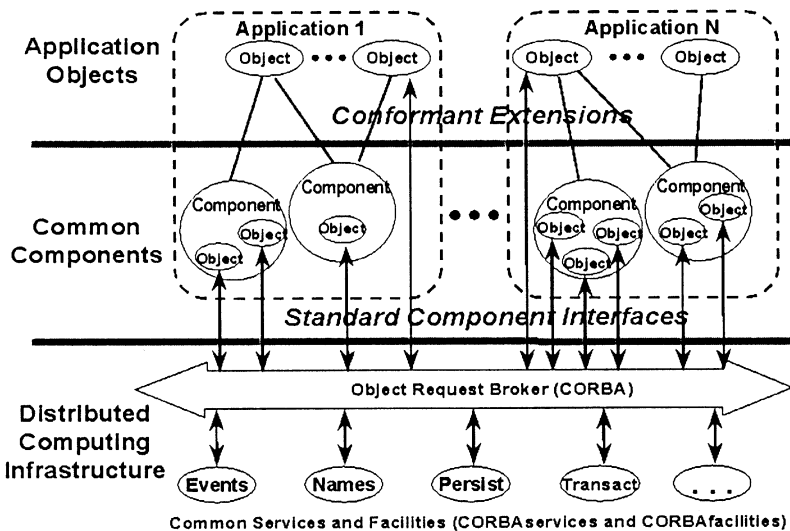 Application 1
Application N
Application
Objects
Object ••• Object
Object ••• Object
Conformant Extensions
Common
Components
Component
Object
Object
Component
Object
•••
Component
Object
Object
Object
Component
Object
Object
Standard Component Interfaces
Object Request Broker (CORBA)
Distributed
Computing
Infrastructure
Events
Names
Persist
Transact
...
Common Services and Facilities (CORBAservices and CORBAfacilities)